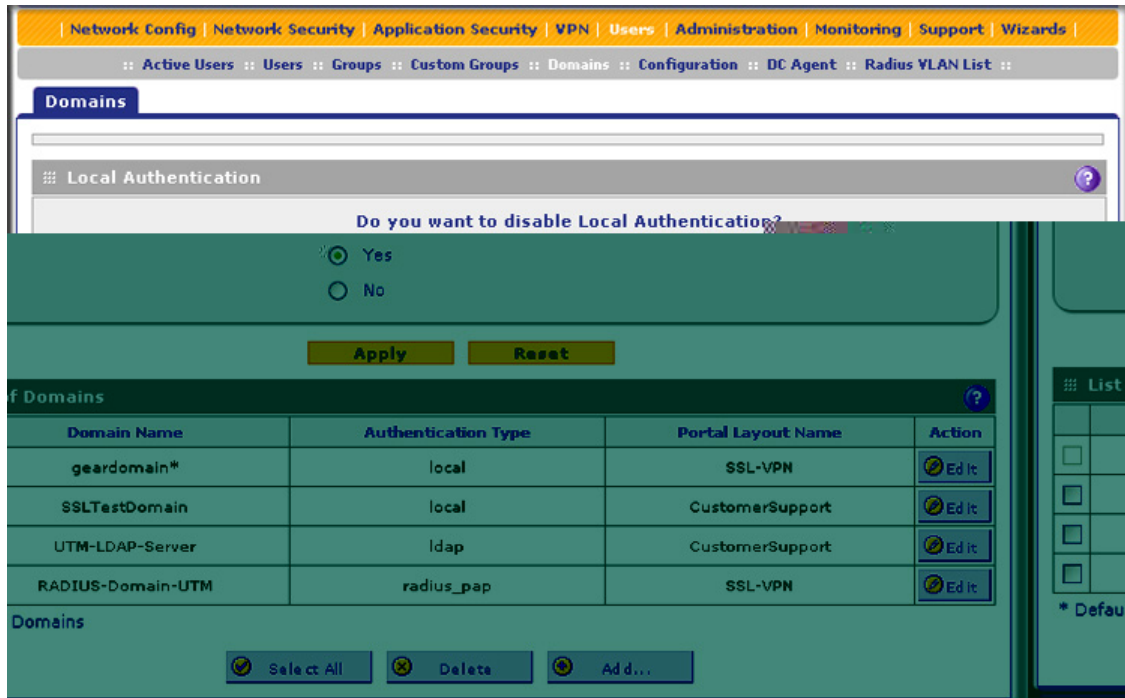 | Network Config | Network Security | Application Security | VPN | Users | Administration | Monitoring | Support | Wizards |
:: Active Users :: Users :: Groups :: Custom Groups :: Domains :: Configuration :: DC Agent :: Radius VLAN List ::
Domains
Local Authentication ?
Do you want to disable Local Authentication?
Yes
No
Apply Reset
of Domains ?
List
Domain Name Authentication Type Portal Layout Name Action
geardomain* local SSL-VPN Edit
SSLTestDomain local CustomerSupport Edit
UTM-LDAP-Server ldap CustomerSupport Edit
RADIUS-Domain-UTM radius_pap SSL-VPN Edit
Domains
* Defau
Select All Delete Add...